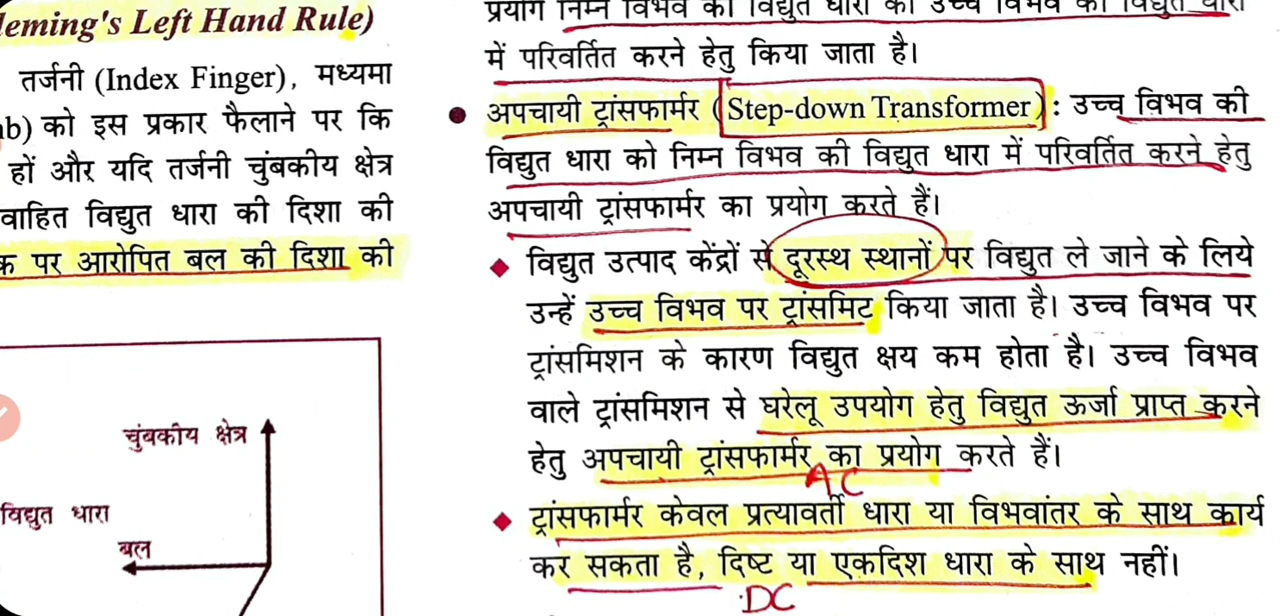 leming's Left Hand Rule)
तर्जनी (Index Finger), मध्यमा
b) को इस प्रकार फैलाने पर कि
हों और यदि तर्जनी चुंबकीय क्षेत्र
वाहित विद्युत धारा की दिशा की
क पर आरोपित बल की दिशा की
चुंबकीय क्षेत्र
विद्युत धारा
बल
प्रयोग निम्न विभव की विद्युत धारा को उच्च विभव की विद्युत धारा
में परिवर्तित करने हेतु किया जाता है।
● अपचायी ट्रांसफार्मर (Step-down Transformer) : उच्च विभव की
विद्युत धारा को निम्न विभव की विद्युत धारा में परिवर्तित करने हेतु
अपचायी ट्रांसफार्मर का प्रयोग करते हैं।
◆ विद्युत उत्पाद केंद्रों से दूरस्थ स्थानों पर विद्युत ले जाने के लिये
उन्हें उच्च विभव पर ट्रांसमिट किया जाता है। उच्च विभव पर
ट्रांसमिशन के कारण विद्युत क्षय कम होता है। उच्च विभव
वाले ट्रांसमिशन से घरेलू उपयोग हेतु विद्युत ऊर्जा प्राप्त करने
हेतु अपचायी ट्रांसफार्मर का प्रयोग करते हैं।
AC
◆ ट्रांसफार्मर केवल प्रत्यावर्ती धारा या विभवांतर के साथ कार्य
कर सकता है, दिष्ट या एकदिश धारा के साथ नहीं।
DC